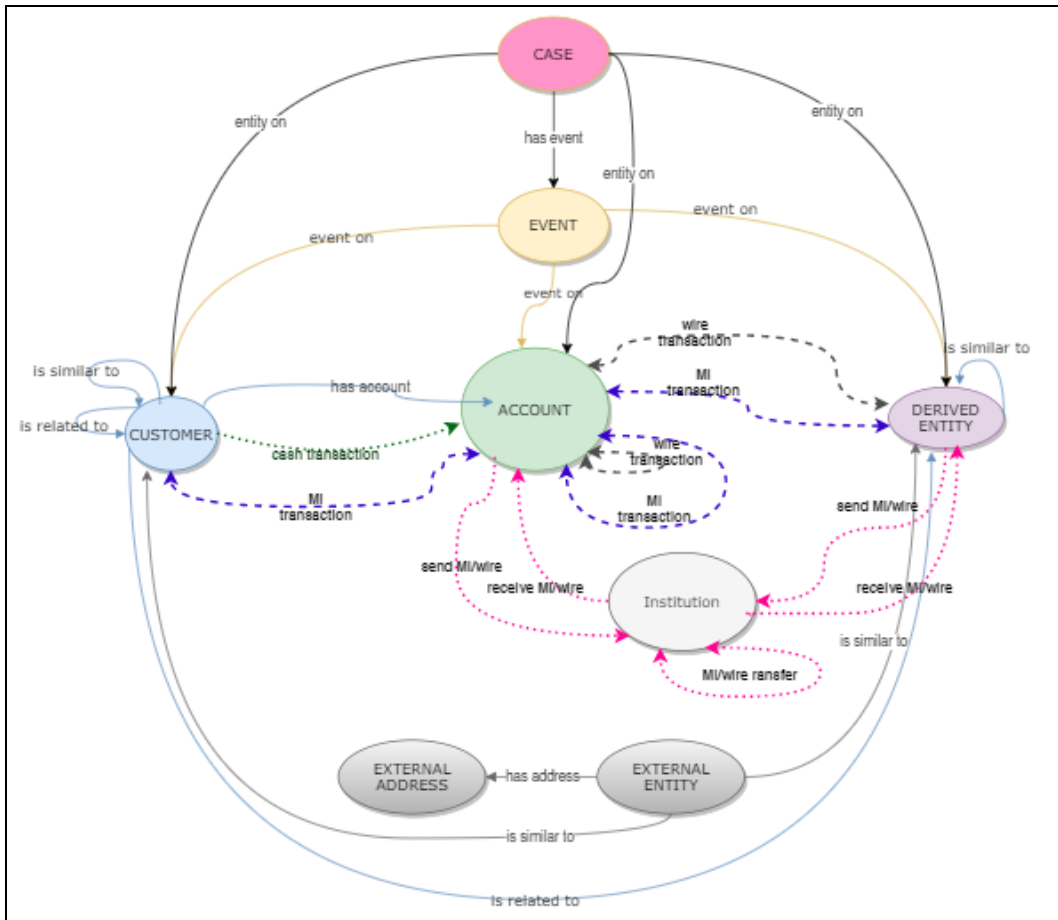 CASE
entity on
has event
entity on
entity on
EVENT
event on
event on
event on
wire
transaction
is similar to
is similar to
MI
transaction
has account
ACCOUNT
DERIVED
ENTITY
is related to
CUSTOMER
cash transaction
wire
transaction
MI
transaction
MI
transaction
send MI/wire
send MI/wire
receive MI/wire
receive MI/wire
Institution
is similar to
MI/wire ransfer
EXTERNAL
ADDRESS
has address
EXTERNAL
ENTITY
is similar to
is related to